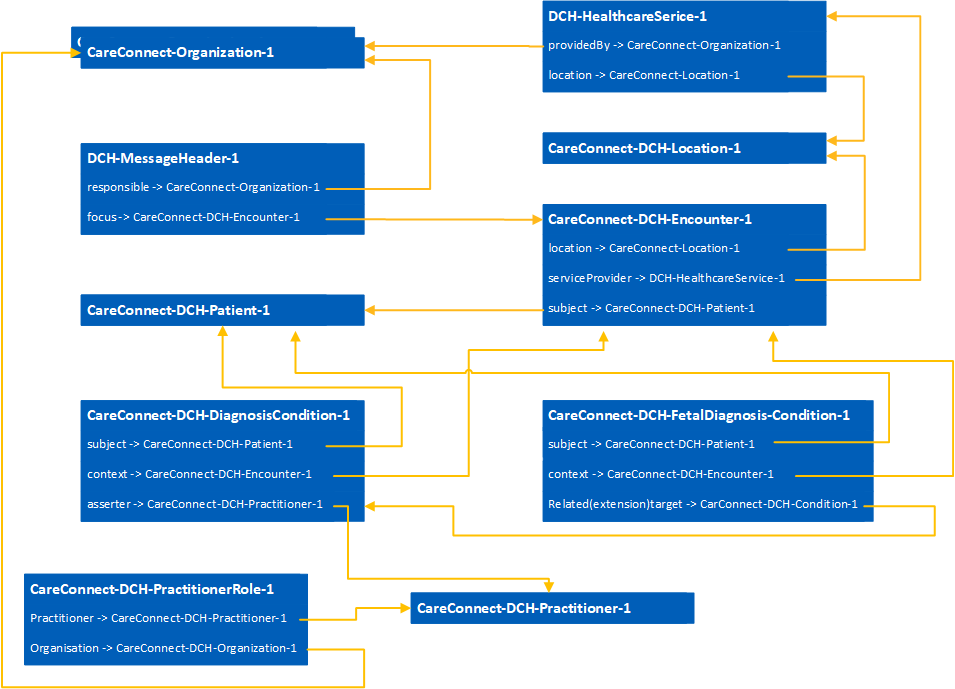 CareConnect-Organization-1
DCH-HealthcareSerice-1
providedBy -> CareConnect-Organization-1
location -> CareConnect-Location-1
CareConnect-DCH-Location-1
DCH-MessageHeader-1
responsible -> CareConnect-Organization-1
focus-> CareConnect-DCH-Encounter-1
CareConnect-DCH-Encounter-1
location -> CareConnect-Location-1
serviceProvider -> DCH-HealthcareService-1
subject -> CareConnect-DCH-Patient-1
CareConnect-DCH-Patient-1
CareConnect-DCH-DiagnosisCondition-1
subject -> CareConnect-DCH-Patient-1
context -> CareConnect-DCH-Encounter-1
asserter -> CareConnect-DCH-Practitioner-1
CareConnect-DCH-FetalDiagnosis-Condition-1
subject -> CareConnect-DCH-Patient-1
context -> CareConnect-DCH-Encounter-1
Related(extension)target -> CarConnect-DCH-Condition-1
CareConnect-DCH-PractitionerRole-1
Practitioner -> CareConnect-DCH-Practitioner-1
Organisation -> CareConnect-DCH-Organization-1
CareConnect-DCH-Practitioner-1